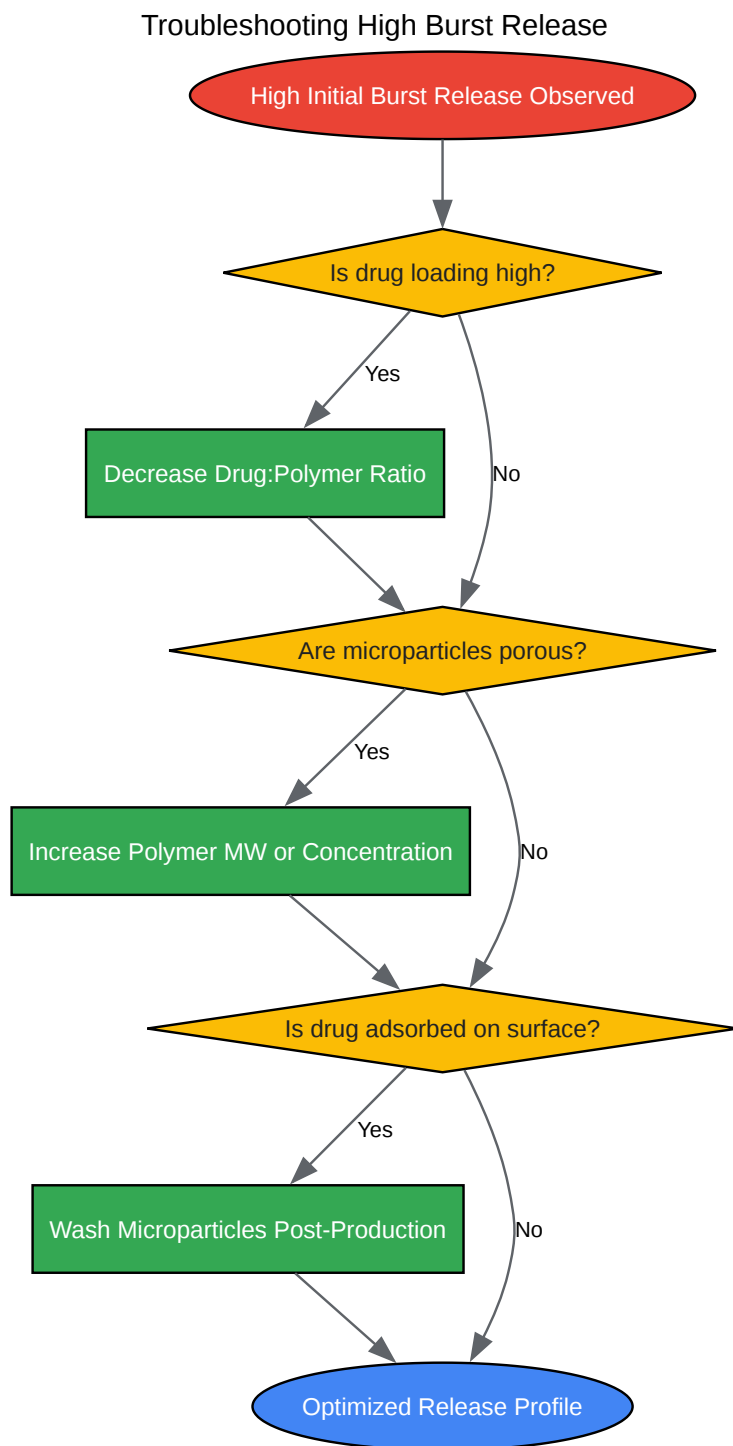 Troubleshooting High Burst Release
High Initial Burst Release Observed
Is drug loading high?
Yes
Decrease Drug:Polymer Ratio
No
Are microparticles porous?
Yes
Increase Polymer MW or Concentration
No
Is drug adsorbed on surface?
Yes
Wash Microparticles Post-Production
No
Optimized Release Profile